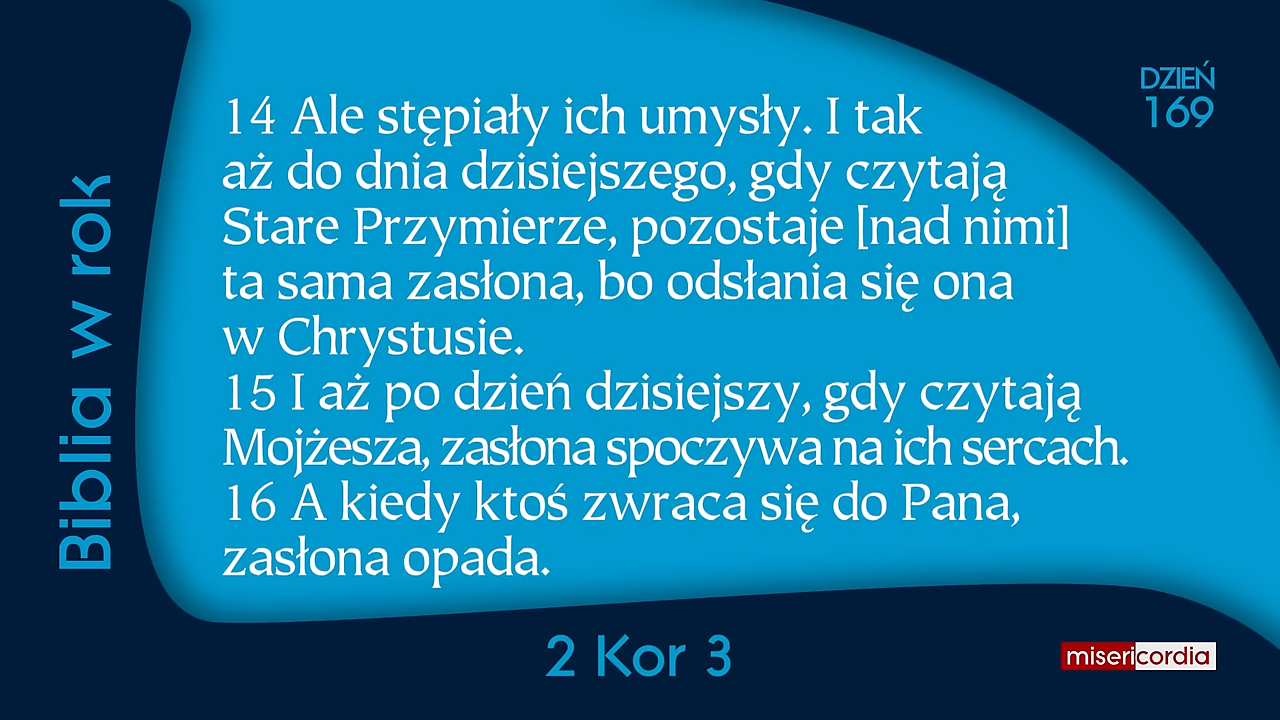 Biblia w rok
DZIEŃ
169
14 Ale stępiały ich umysły. I tak
aż do dnia dzisiejszego, gdy czytają
Stare Przymierze, pozostaje [nad nimi]
ta sama zasłona, bo odsłania się ona
w Chrystusie.
15 I aż po dzień dzisiejszy, gdy czytają
Mojżesza, zasłona spoczywa na ich sercach.
16 A kiedy ktoś zwraca się do Pana,
zasłona opada.
2 Kor 3
misericordia